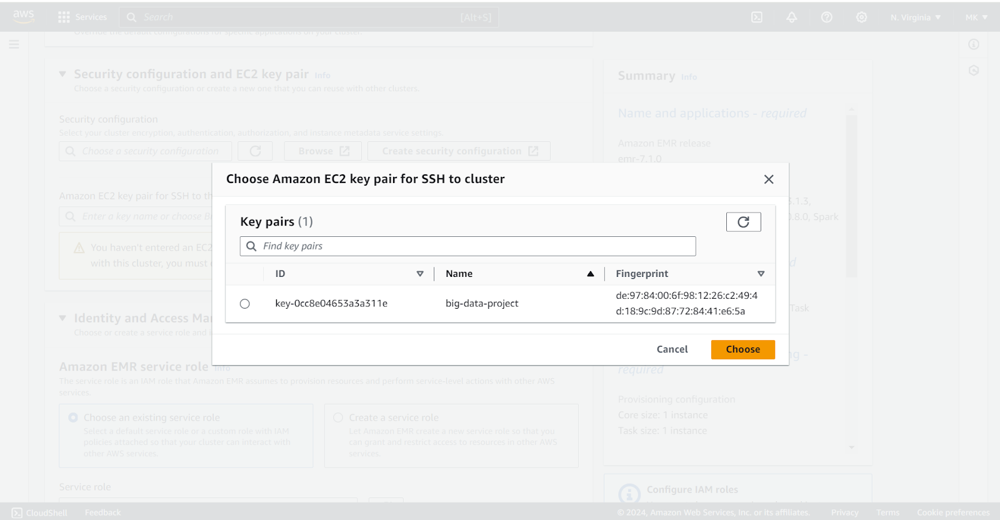 aws
Services
Search
[Alt+S]
N. Virginia
MK
Override the default configurations for specific applications on your cluster.
Security configuration and EC2 key pair Info
Choose a security configuration or create a new one that you can reuse with other clusters.
Security configuration
Select your cluster encryption, authentication, authorization, and instance metadata service settings.
Choose a security configuration
Browse
Create security configuration
Amazon EC2 key pair for SSH to th
Enter a key name or choose B
You haven't entered an EC2
with this cluster, you must
Choose Amazon EC2 key pair for SSH to cluster
Key pairs (1)
Find key pairs
ID
Name
Fingerprint
key-0cc8e04653a3a311e
big-data-project
de:97:84:00:6f:98:12:26:c2:49:4
d:18:9c:9d:87:72:84:41:e6:5a
Cancel
Choose
Identity and Access Ma
Choose or create a service role and
Amazon EMR service role Info
The service role is an IAM role that Amazon EMR assumes to provision resources and perform service-level actions with other AWS
services.
Choose an existing service role
Select a default service role or a custom role with IAM
policies attached so that your cluster can interact with
other AWS services.
Create a service role
Let Amazon EMR create a new service role so that you
can grant and restrict access to resources in other AWS
services.
Service role
Summary Info
Name and applications - required
Amazon EMR release
emr-7.1.0
3.1.3,
0.8.0, Spark
d
Task
g -
required
Provisioning configuration
Core size: 1 instance
Task size: 1 instance
Configure IAM roles
CloudShell
Feedback
© 2024, Amazon Web Services, Inc. or its affiliates.
Privacy
Terms
Cookie preferences